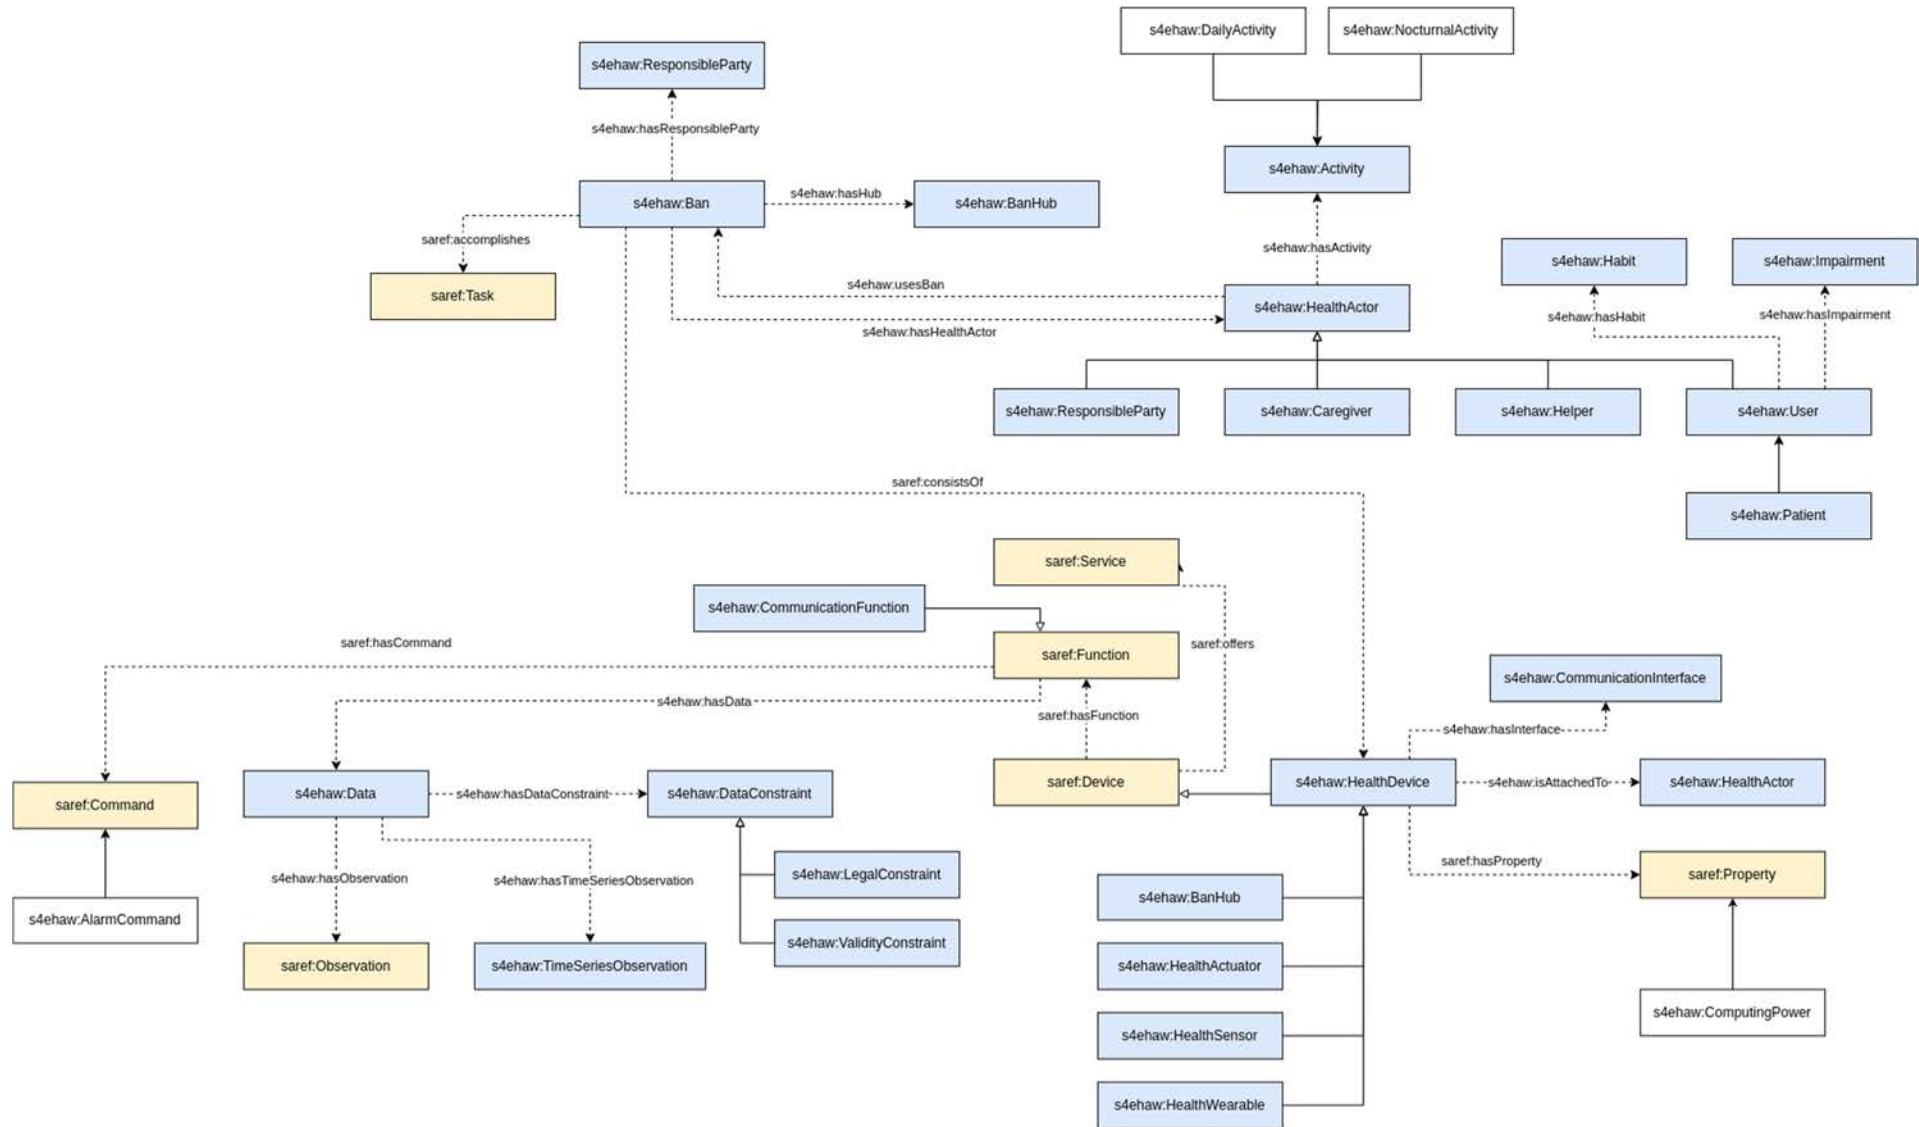 s4ehaw:DailyActivity
s4ehaw:NocturnalActivity
s4ehaw:ResponsibleParty
s4ehaw:hasResponsibleParty
s4ehaw:Activity
s4ehaw:Ban
s4ehaw:hasHub
s4ehaw:BanHub
saref:accomplishes
s4ehaw:hasActivity
s4ehaw:Habit
s4ehaw:Impairment
saref:Task
s4ehaw:usesBan
s4ehaw:HealthActor
s4ehaw:hasHabit
s4ehaw:hasImpairment
s4ehaw:hasHealthActor
s4ehaw:ResponsibleParty
s4ehaw:Caregiver
s4ehaw:Helper
s4ehaw:User
saref:consistsOf
s4ehaw:Patient
saref:Service
s4ehaw:CommunicationFunction
saref:hasCommand
saref:Function
saref:offers
s4ehaw:CommunicationInterface
s4ehaw:hasData
saref:hasFunction
s4ehaw:hasInterface
saref:Command
s4ehaw:Data
s4ehaw:hasDataConstraint
s4ehaw:DataConstraint
saref:Device
s4ehaw:HealthDevice
s4ehaw:isAttachedTo
s4ehaw:HealthActor
s4ehaw:hasObservation
s4ehaw:hasTimeSeriesObservation
s4ehaw:LegalConstraint
saref:hasProperty
saref:Property
s4ehaw:BanHub
s4ehaw:AlarmCommand
s4ehaw:ValidityConstraint
saref:Observation
s4ehaw:TimeSeriesObservation
s4ehaw:HealthActuator
s4ehaw:ComputingPower
s4ehaw:HealthSensor
s4ehaw:HealthWearable